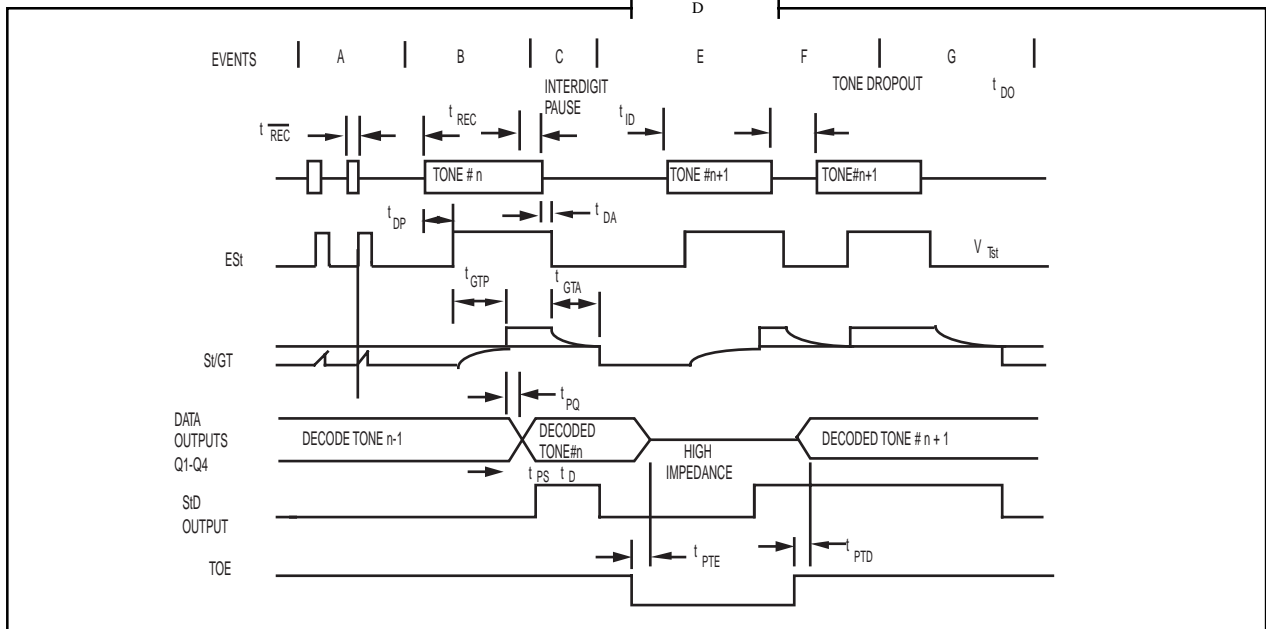 D
EVENTS A B C E F G
INTERDIGIT
PAUSE
TONE DROPOUT t DO
t REC
t REC
t ID
TONE # n
TONE #n+1
TONE#n+1
t DP
t DA
ESt
V Tst
t GTP
t GTA
St/GT
t PQ
DATA
OUTPUTS
Q1-Q4
DECODE TONE n-1
DECODED
TONE#n
HIGH
IMPEDANCE
DECODED TONE # n + 1
t PS t D
StD
OUTPUT
t PTE
t PTD
TOE